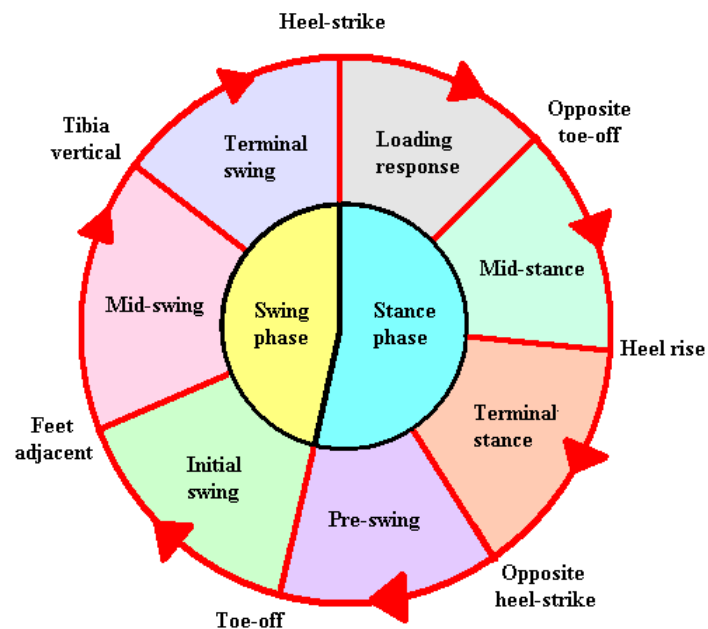 Heel-strike
Opposite
toe-off
Tibia
vertical
Terminal
swing
Loading
response
Mid-stance
Mid-swing
Swing
phase
Stance
phase
Heel rise
Terminal
stance
Feet
adjacent
Initial
swing
Pre-swing
Opposite
heel-strike
Toe-off